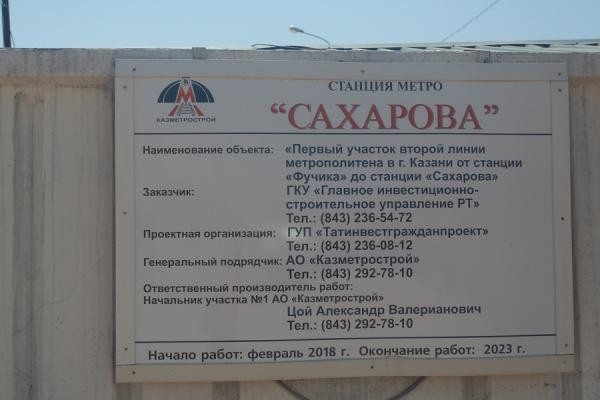 КАЗМЕТРОСТРОЙ
СТАНЦИЯ МЕТРО
“САХАРОВА”
Наименование объекта: «Первый участок второй линии
метрополитена в г. Казани от станции
«Фучика» до станции «Сахарова»
Заказчик: ГКУ «Главное инвестиционно-
строительное управление РТ»
Тел.: (843) 236-54-72
Проектная организация: ГУП «Татинвестгражданпроект»
Тел.: (843) 236-08-12
Генеральный подрядчик: АО «Казметрострой»
Тел.: (843) 292-78-10
Ответственный производитель работ:
Начальник участка №1 АО «Казметрострой»
Цой Александр Валерианович
Тел.: (843) 292-78-10
Начало работ: февраль 2018 г. Окончание работ: 2023 г.